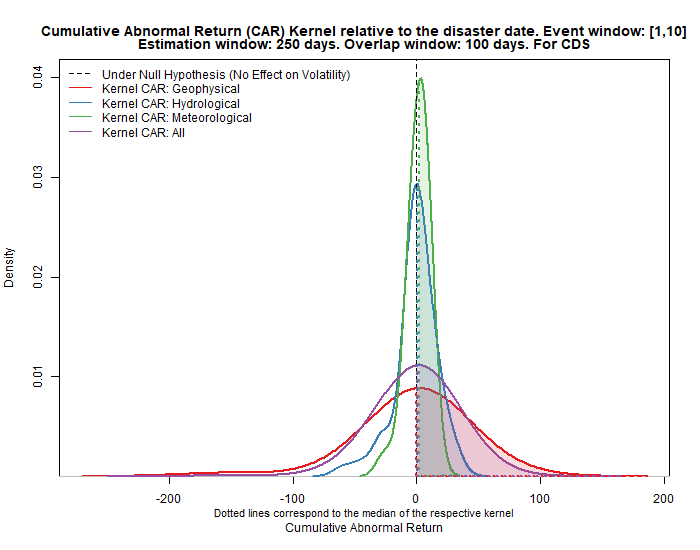 Cumulative Abnormal Return (CAR) Kernel relative to the disaster date. Event window: [1,10]
Estimation window: 250 days. Overlap window: 100 days. For CDS
Under Null Hypothesis (No Effect on Volatility)
Kernel CAR: Geophysical
Kernel CAR: Hydrological
Kernel CAR: Meteorological
Kernel CAR: All
Density
0.04
0.03
0.02
0.01
-200
-100
0
100
200
Dotted lines correspond to the median of the respective kernel
Cumulative Abnormal Return